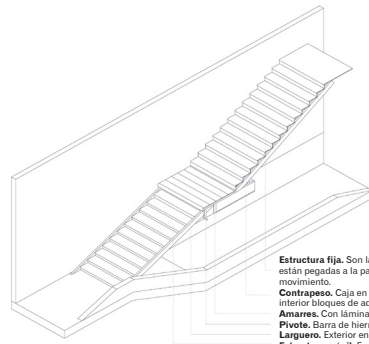 Estructura fija. Son la
están pegadas a la pa
movimiento.
Contrapeso. Caja en
interior bloques de ac
Amarres. Con lámina
Pivote. Barra de hierr
Larguero. Exterior en